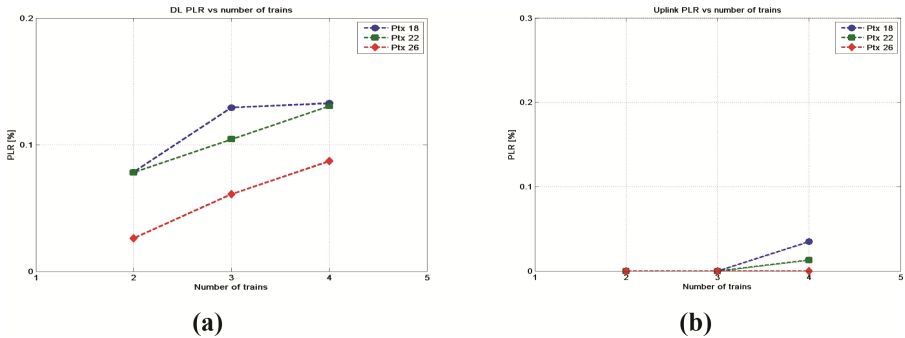 DL PLR vs number of trains
Ptx 18
Ptx 22
Ptx 26
PLR [%]
0.2
0.1
0
1
2
3
4
5
Number of trains
(a)
Uplink PLR vs number of trains
Ptx 18
Ptx 22
Ptx 26
PLR [%]
0.3
0.2
0.1
0
1
2
3
4
5
Number of trains
(b)